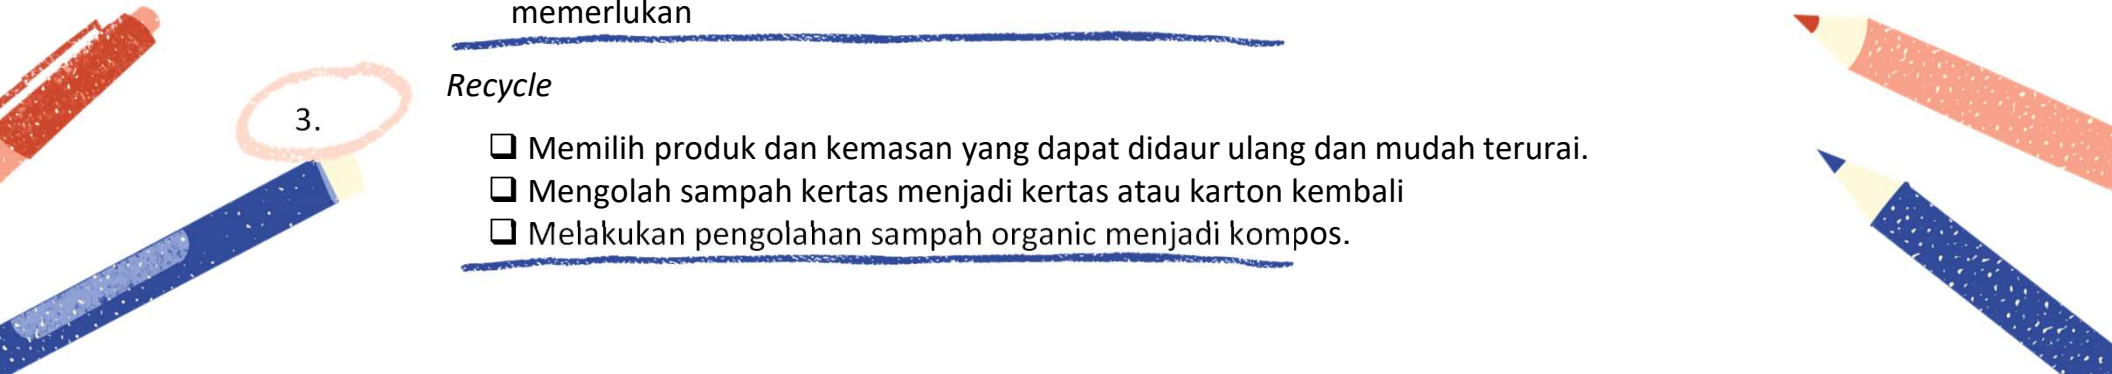 memerlukan
Recycle
3.
❑ Memilih produk dan kemasan yang dapat didaur ulang dan mudah terurai.
❑ Mengolah sampah kertas menjadi kertas atau karton kembali
❑ Melakukan pengolahan sampah organic menjadi kompos.